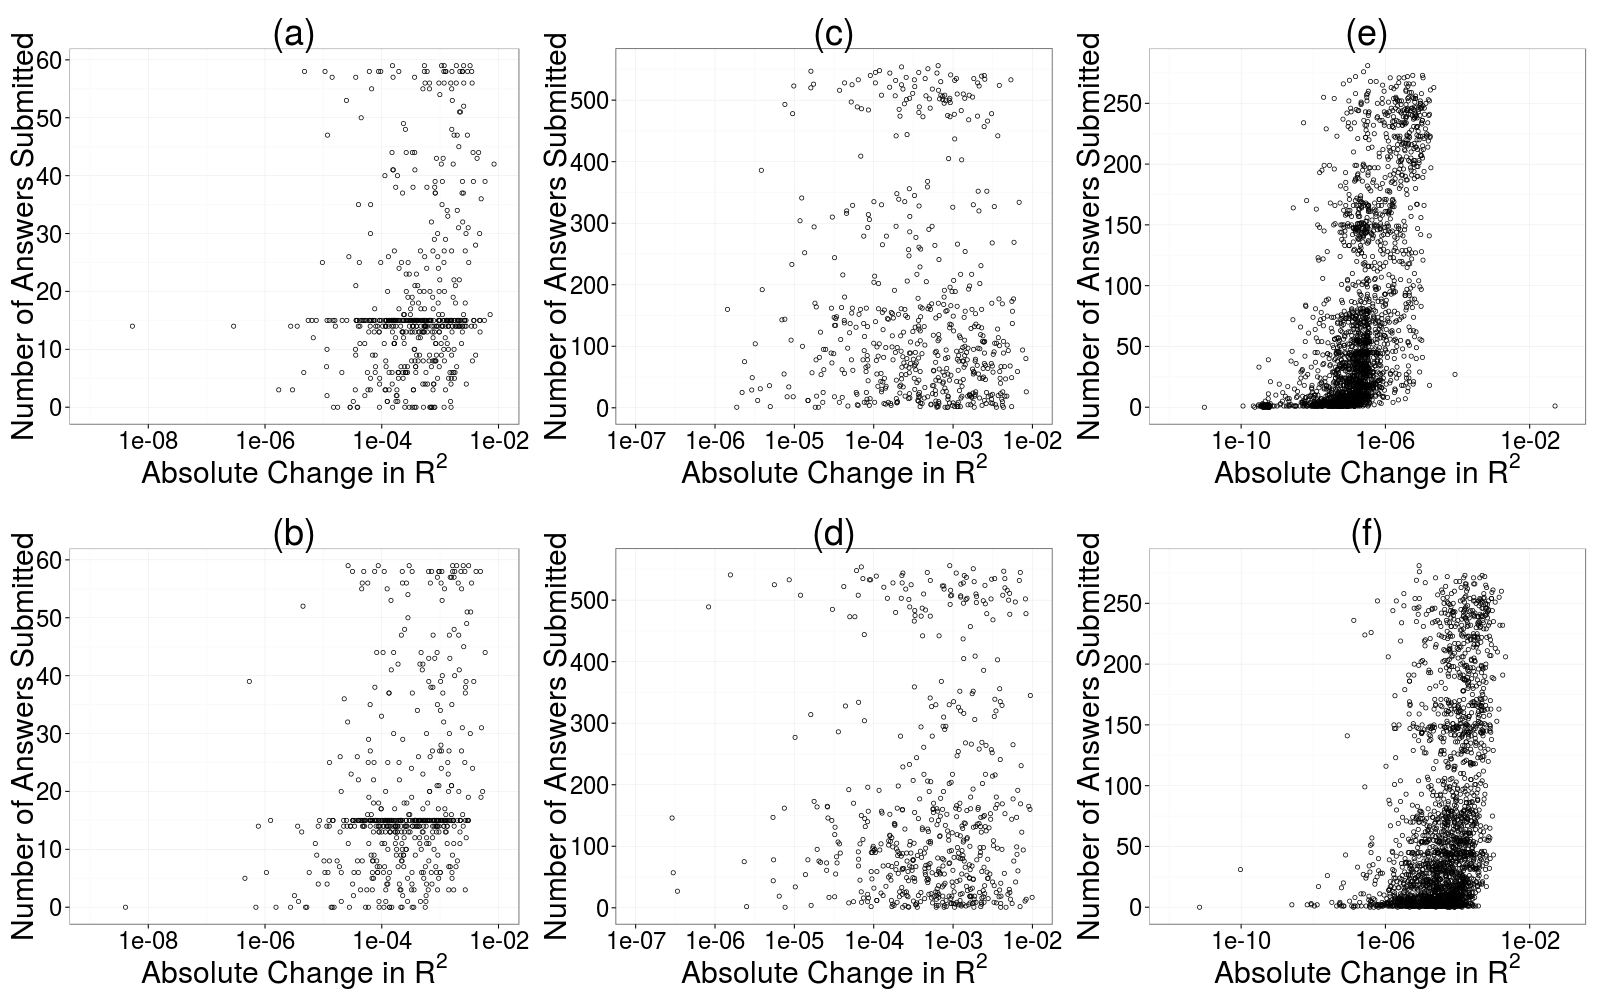 (a)
Number of Answers Submitted
60
50
40
30
20
10
0
1e-08 1e-06 1e-04 1e-02
Absolute Change in R²
(c)
Number of Answers Submitted
500
400
300
200
100
0
1e-07 1e-06 1e-05 1e-04 1e-03 1e-02
Absolute Change in R²
(e)
Number of Answers Submitted
250
200
150
100
50
0
1e-10 1e-06 1e-02
Absolute Change in R²
(b)
Number of Answers Submitted
60
50
40
30
20
10
0
1e-08 1e-06 1e-04 1e-02
Absolute Change in R²
(d)
Number of Answers Submitted
500
400
300
200
100
0
1e-07 1e-06 1e-05 1e-04 1e-03 1e-02
Absolute Change in R²
(f)
Number of Answers Submitted
250
200
150
100
50
0
1e-10 1e-06 1e-02
Absolute Change in R²